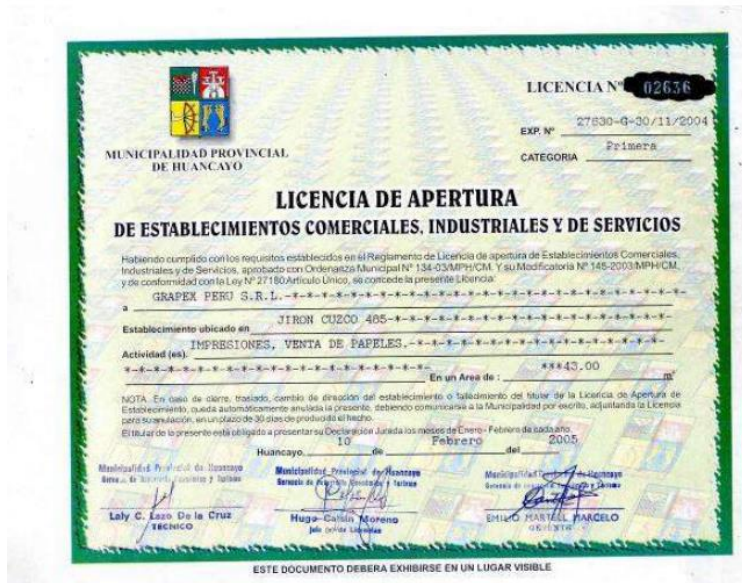 LICENCIA Nº 02636
EXP. Nº 27630-G-30/11/2004
CATEGORIA Primera
MUNICIPALIDAD PROVINCIAL
DE HUANCAYO
LICENCIA DE APERTURA
DE ESTABLECIMIENTOS COMERCIALES, INDUSTRIALES Y DE SERVICIOS
Habiendo cumplido con los requisitos establecidos en el Reglamento de Licencia de apertura de Establecimientos Comerciales,
Industriales y de Servicios, aprobado con Ordenanza Municipal Nº 134-03/MPH/CM. Y su Modificatoria Nº 146-2003/MPH/CM,
y de conformidad con la Ley Nº 27180 Artículo Único, se concede la presente Licencia:
a GRAPEX PERU S.R.L.-*-*-*-*-*-*-*-*-*-*-*-*-*-*-*-*-*-*-*-*-
Establecimiento ubicado en JIRON CUZCO 465-*-*-*-*-*-*-*-*-*-*-*-*-*-*-
Actividad (es). IMPRESIONES, VENTA DE PAPELES.-*-*-*-*-*-*-*-*-*-*-*-*-
*-*-*-*-*-*-*-*-*-*-*-*-*-*-*- En un Area de : ***43.00 m²
NOTA. En caso de cierre, traslado, cambio de dirección del establecimiento o fallecimiento del titular de la Licencia de Apertura de
Establecimiento, queda automáticamente anulada la presente, debiendo comunicarse a la Municipalidad por escrito, adjuntando la Licencia
para su anulación, en un plazo de 30 días de producido el hecho.
El titular de la presente está obligado a presentar su Declaración Jurada los meses de Enero - Febrero de cada año.
Huancayo, 10 de Febrero del 2005
Municipalidad Provincial de Huancayo
Municipalidad Provincial de Huancayo
Municipalidad Provincial de Huancayo
Laly C. Lazo De la Cruz
TECNICO
Hugo Moreno
EMILIO MARTELL MARCELO
GERENTE
ESTE DOCUMENTO DEBERA EXHIBIRSE EN UN LUGAR VISIBLE